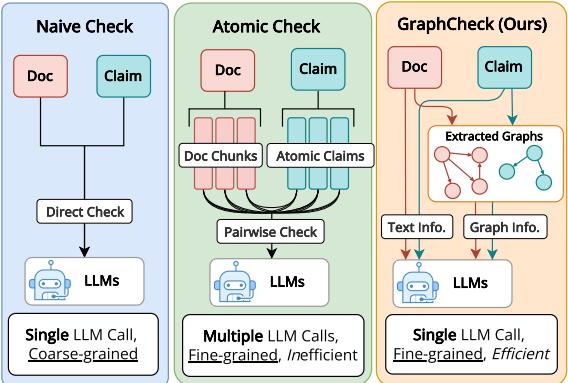 Naive Check
Doc
Claim
Direct Check
LLMs
Single LLM Call,
Coarse-grained
Atomic Check
Doc
Claim
Doc Chunks
Atomic Claims
Pairwise Check
LLMs
Multiple LLM Calls,
Fine-grained, Inefficient
GraphCheck (Ours)
Doc
Claim
Extracted Graphs
Text Info.
Graph Info.
LLMs
Single LLM Call,
Fine-grained, Efficient